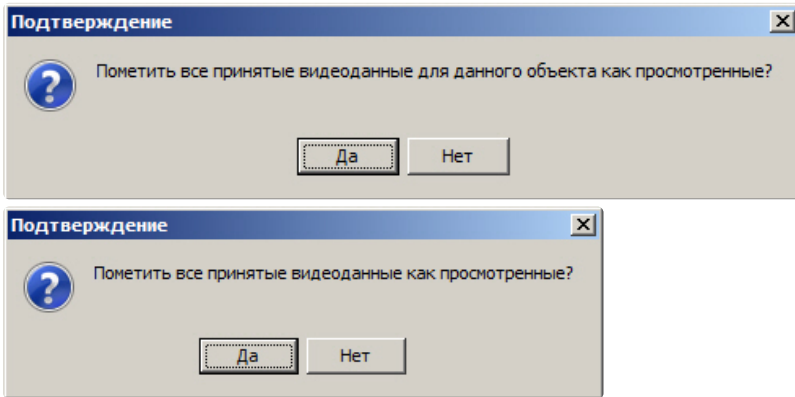 Подтверждение
Пометить все принятые видеоданные для данного объекта как просмотренные?
Да Нет
Подтверждение
Пометить все принятые видеоданные как просмотренные?
Да Нет